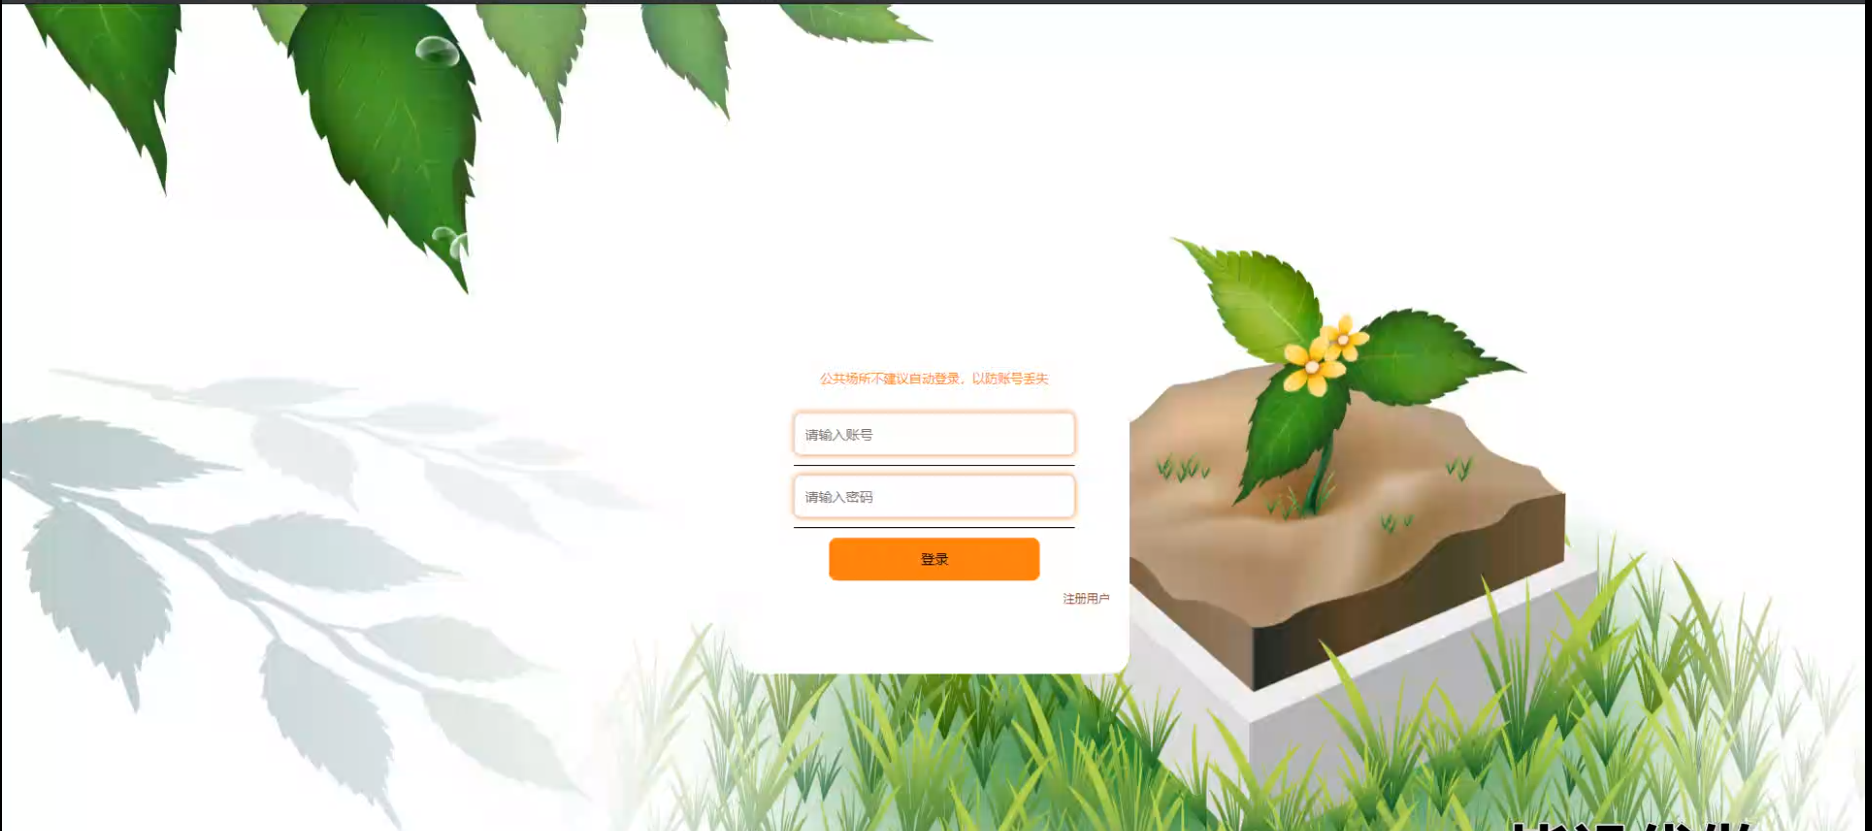 公共场所不建议自动登录，以防账号丢失
请输入账号
请输入密码
登录
注册用户